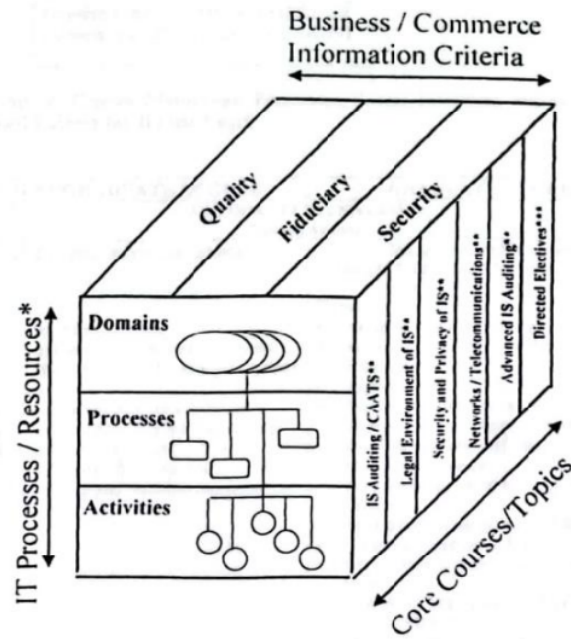 Business / Commerce
Information Criteria
Quality
Fiduciary
Security
Domains
Processes
Activities
IT Processes / Resources*
IS Auditing / CAATS**
Legal Environment of IS**
Security and Privacy of IS**
Networks / Telecommunications**
Advanced IS Auditing**
Directed Electives***
Core Courses/Topics